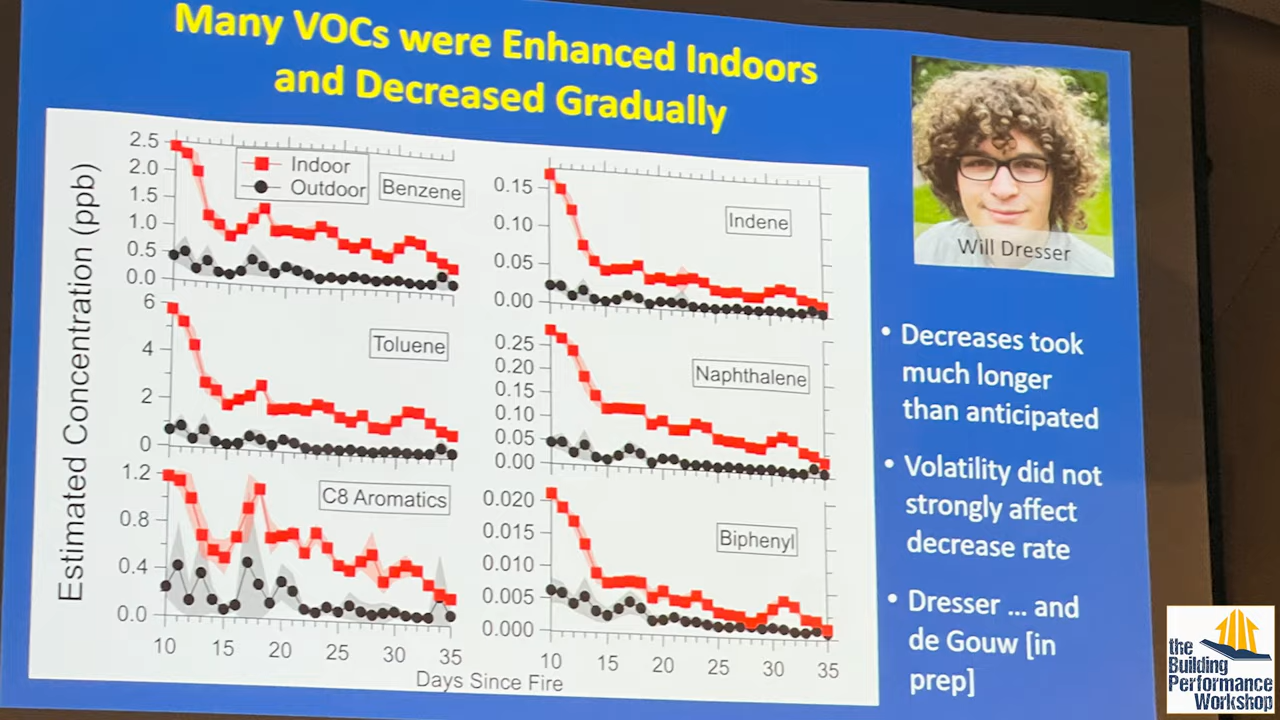 Many VOCs were Enhanced Indoors
and Decreased Gradually
Estimated Concentration (ppb)
Indoor
Outdoor
Benzene
2.5
2.0
1.5
1.0
0.5
0.0
Indene
0.15
0.10
0.05
0.00
Toluene
6
4
2
0
Naphthalene
0.25
0.20
0.15
0.10
0.05
0.00
C8 Aromatics
1.2
0.8
0.4
0.0
10 15 20 25 30 35
Biphenyl
0.020
0.015
0.010
0.005
0.000
10 15 20 25 30 35
Days Since Fire
Will Dresser
• Decreases took
much longer
than anticipated
• Volatility did not
strongly affect
decrease rate
• Dresser ... and
de Gouw [in
prep]
the
Building
Performance
Workshop